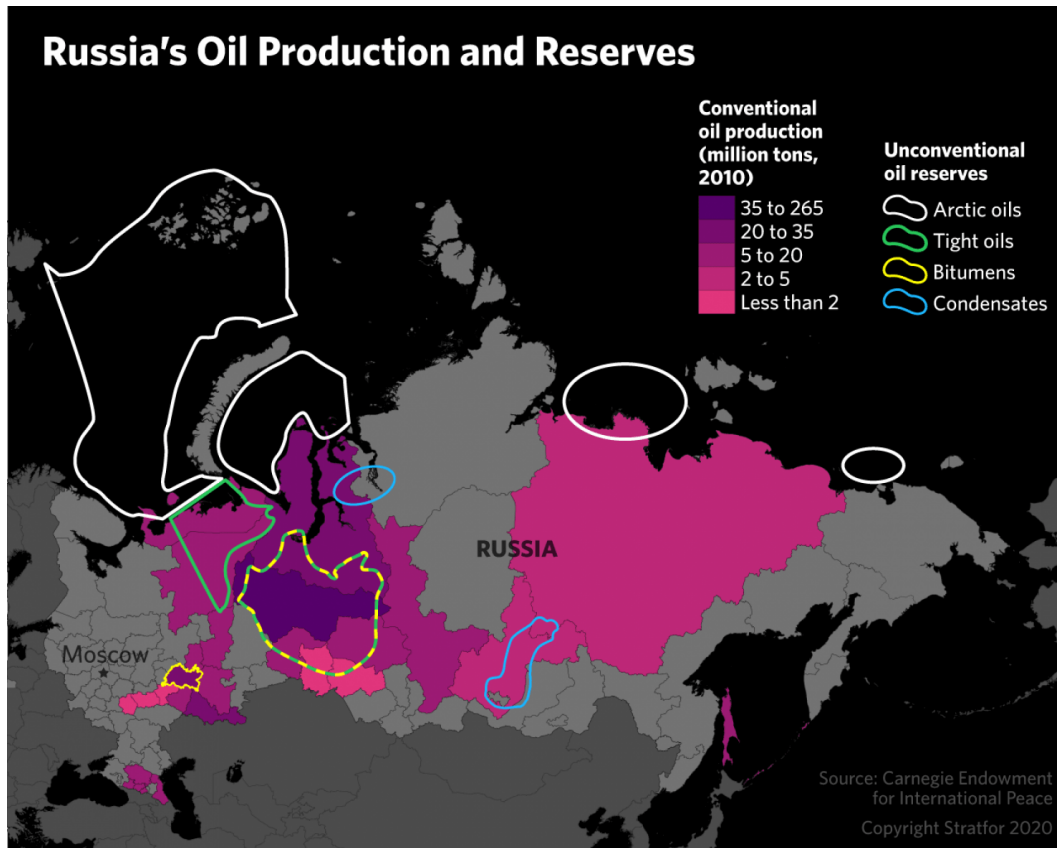 Russia's Oil Production and Reserves
Conventional
oil production
(million tons,
2010)
35 to 265
20 to 35
5 to 20
2 to 5
Less than 2
Unconventional
oil reserves
Arctic oils
Tight oils
Bitumens
Condensates
RUSSIA
Moscow
Source: Carnegie Endowment
for International Peace
Copyright Stratfor 2020